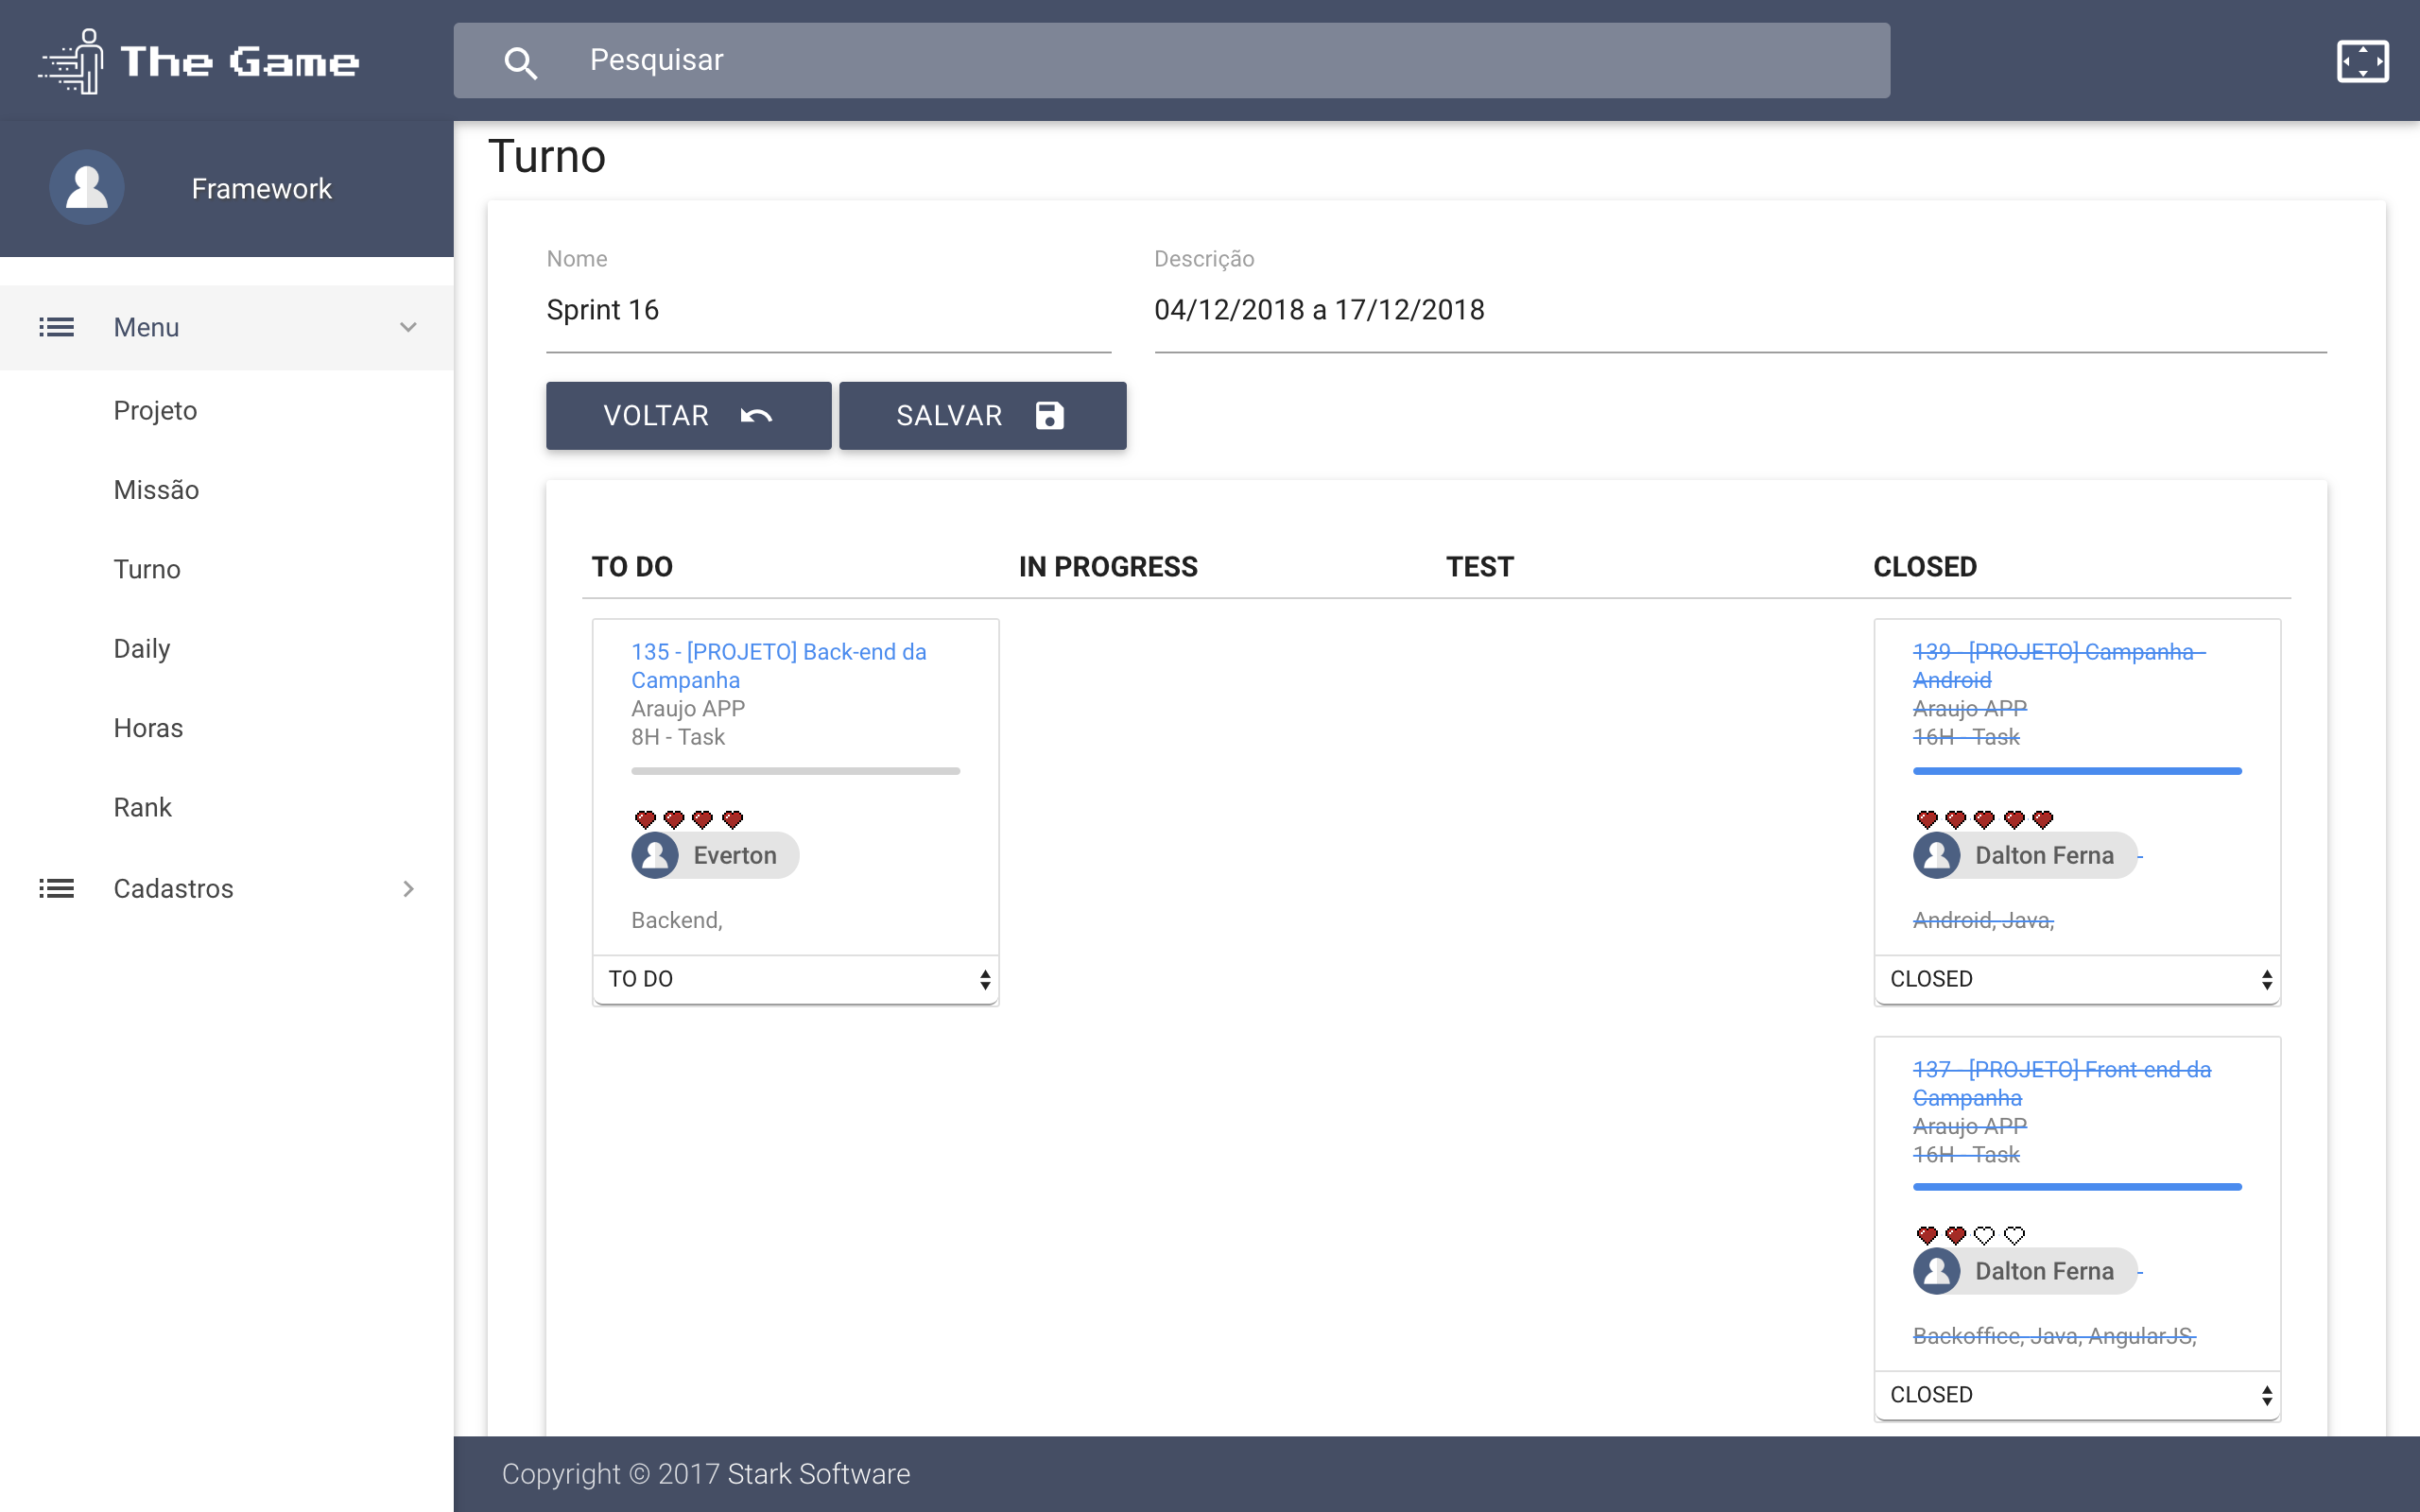 The Game
Pesquisar
Framework
Menu
Projeto
Missão
Turno
Daily
Horas
Rank
Cadastros
Turno
Nome
Descrição
Sprint 16
04/12/2018 a 17/12/2018
VOLTAR
SALVAR
TO DO
IN PROGRESS
TEST
CLOSED
135 - [PROJETO] Back-end da
Campanha
Araujo APP
8H - Task
Everton
Backend,
TO DO
139 - [PROJETO] Campanha -
Android
Araujo APP
16H - Task
Dalton Ferna
Android, Java,
CLOSED
137 - [PROJETO] Front-end da
Campanha
Araujo APP
16H - Task
Dalton Ferna
Backoffice, Java, AngularJS,
CLOSED
Copyright © 2017 Stark Software